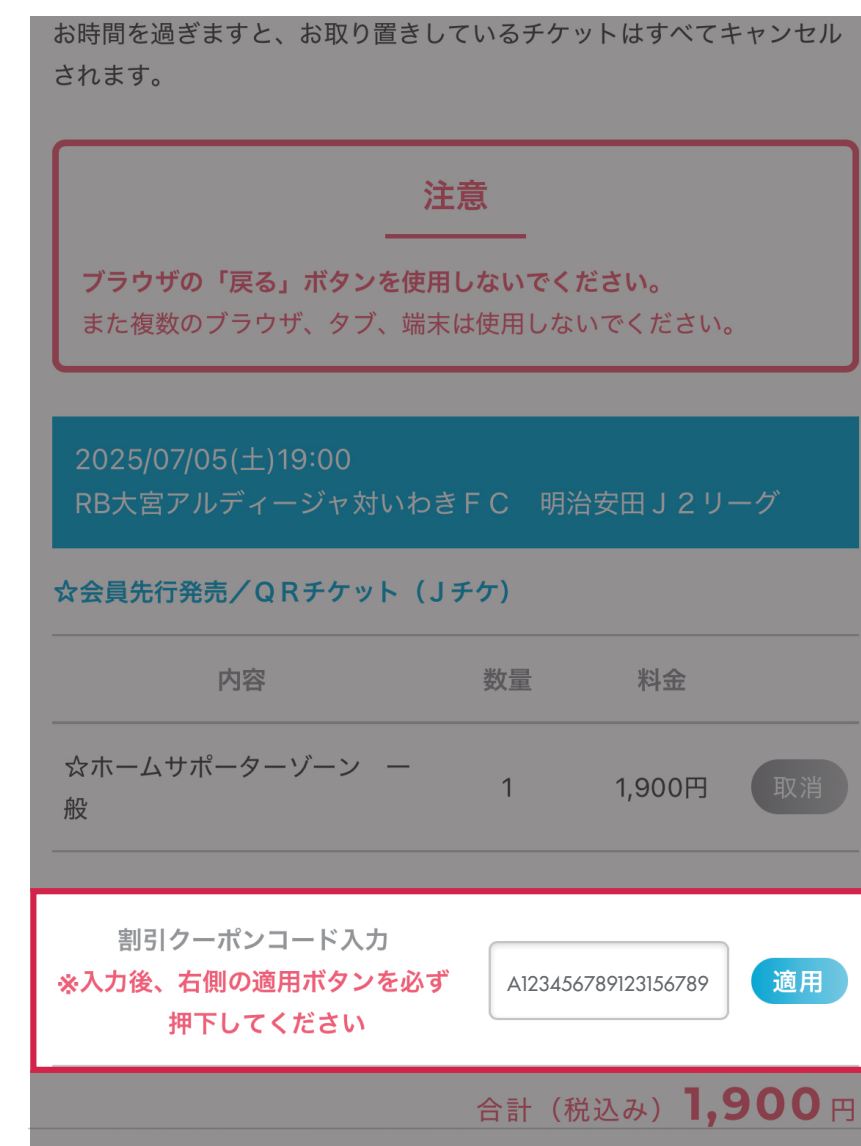 お時間を過ぎますと、お取り置きしているチケットはすべてキャンセル
されます。
注意
ブラウザの「戻る」ボタンを使用しないでください。
また複数のブラウザ、タブ、端末は使用しないでください。
2025/07/05(土)19:00
RB大宮アルディージャ対いわきＦＣ　明治安田Ｊ２リーグ
☆会員先行発売／ＱＲチケット（Ｊチケ）
内容 数量 料金
☆ホームサポーターゾーン　一
般
1 1,900円 取消
割引クーポンコード入力
※入力後、右側の適用ボタンを必ず
押下してください
A123456789123156789 適用
合計（税込み）1,900円